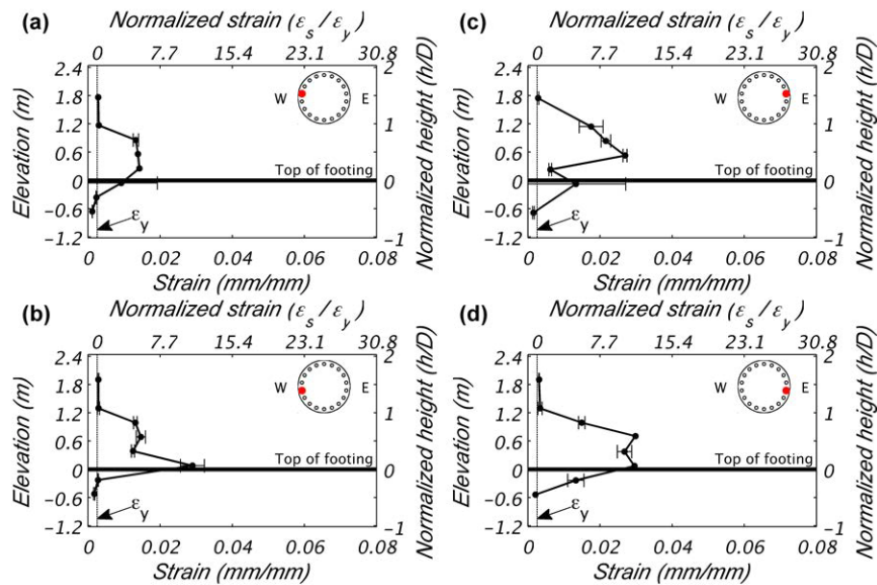 (a) Normalized strain (εs/εy)
0 7.7 15.4 23.1 30.8
Elevation (m)
2.4
1.8
1.2
0.6
0
−0.6
−1.2
W E
Top of footing
εy
2
1
0
−1
Normalized height (h/D)
0 0.02 0.04 0.06 0.08
Strain (mm/mm)
(c) Normalized strain (εs/εy)
0 7.7 15.4 23.1 30.8
Elevation (m)
2.4
1.8
1.2
0.6
0
−0.6
−1.2
W E
Top of footing
εy
2
1
0
−1
Normalized height (h/D)
0 0.02 0.04 0.06 0.08
Strain (mm/mm)
(b) Normalized strain (εs/εy)
0 7.7 15.4 23.1 30.8
Elevation (m)
2.4
1.8
1.2
0.6
0
−0.6
−1.2
W E
Top of footing
εy
2
1
0
−1
Normalized height (h/D)
0 0.02 0.04 0.06 0.08
Strain (mm/mm)
(d) Normalized strain (εs/εy)
0 7.7 15.4 23.1 30.8
Elevation (m)
2.4
1.8
1.2
0.6
0
−0.6
−1.2
W E
Top of footing
εy
2
1
0
−1
Normalized height (h/D)
0 0.02 0.04 0.06 0.08
Strain (mm/mm)